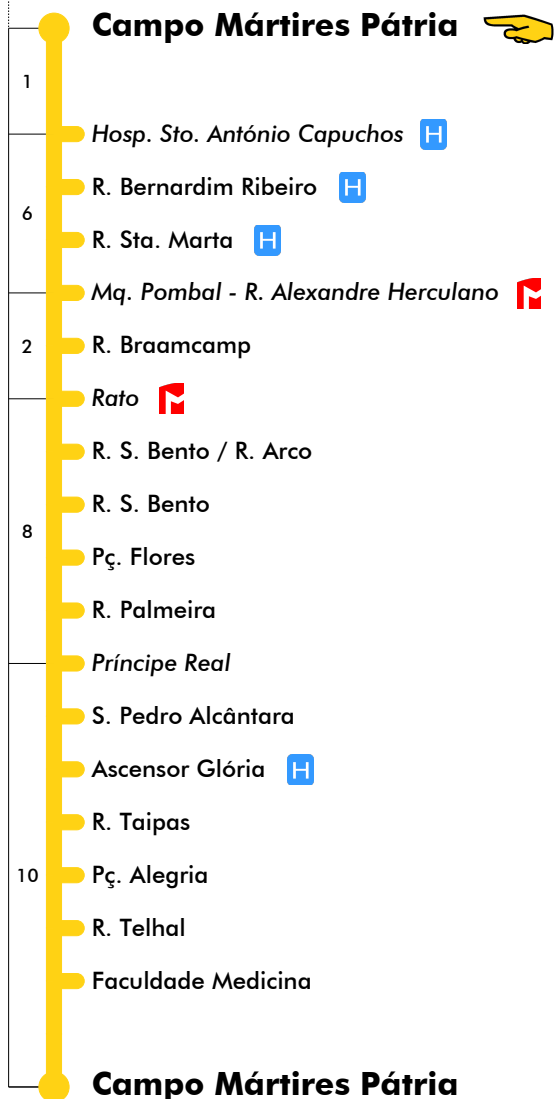 Campo Mártires Pátria
1
Hosp. Sto. António Capuchos H
R. Bernardim Ribeiro H
6
R. Sta. Marta H
Mq. Pombal - R. Alexandre Herculano
2 R. Braamcamp
Rato
R. S. Bento / R. Arco
R. S. Bento
8
Pç. Flores
R. Palmeira
Príncipe Real
S. Pedro Alcântara
Ascensor Glória H
R. Taipas
10 Pç. Alegria
R. Telhal
Faculdade Medicina
Campo Mártires Pátria